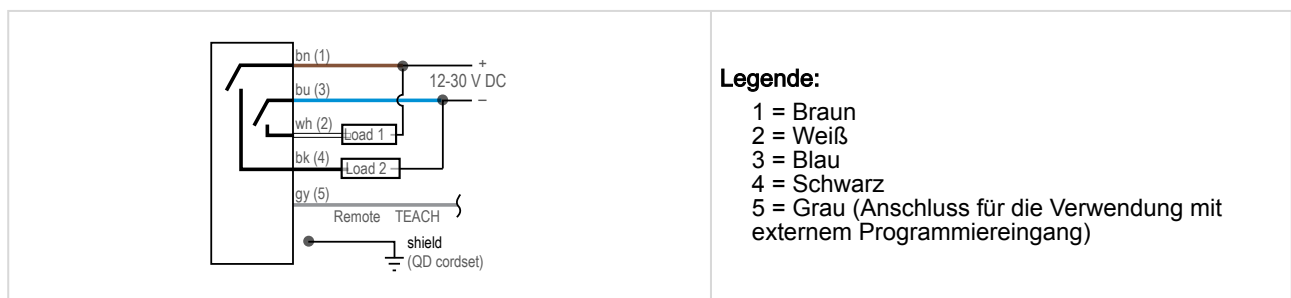 bn (1)
+
12-30 V DC
bu (3)
–
wh (2)
Load 1
bk (4)
Load 2
gy (5)
Remote TEACH
shield
(QD cordset)
Legende:
1 = Braun
2 = Weiß
3 = Blau
4 = Schwarz
5 = Grau (Anschluss für die Verwendung mit
externem Programmiereingang)